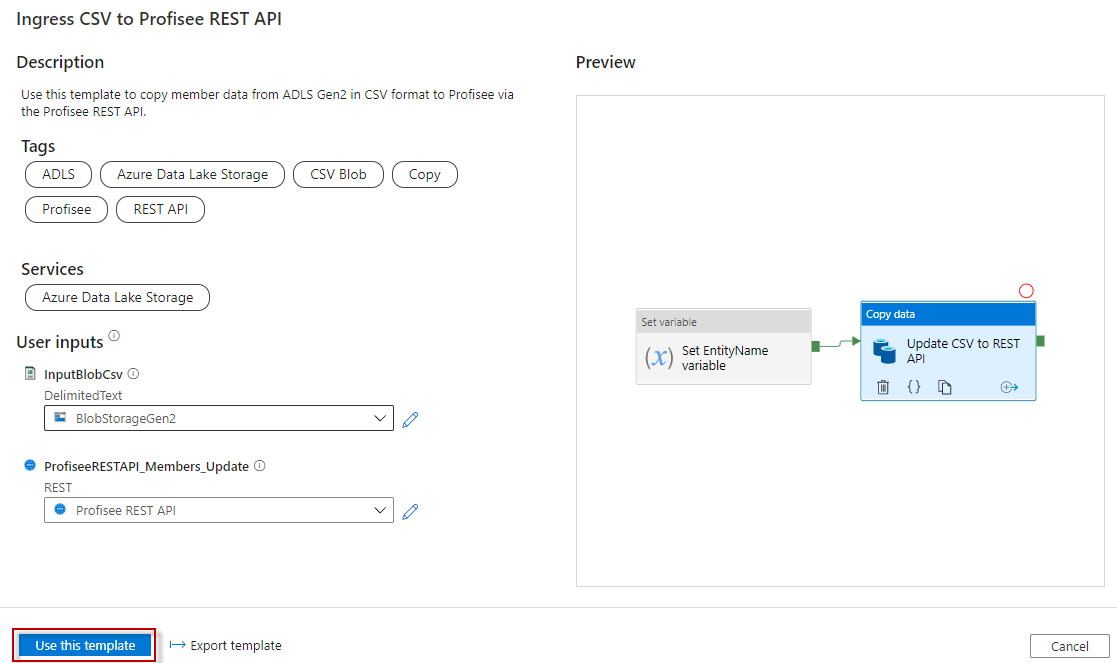 Ingress CSV to Profisee REST API
Description
Use this template to copy member data from ADLS Gen2 in CSV format to Profisee via
the Profisee REST API.
Tags
ADLS
Azure Data Lake Storage
CSV Blob
Copy
Profisee
REST API
Services
Azure Data Lake Storage
User inputs
InputBlobCsv
DelimitedText
BlobStorageGen2
ProfiseeRESTAPI_Members_Update
REST
Profisee REST API
Preview
Set variable
(x)
Set EntityName
variable
Copy data
Update CSV to REST
API
{}
Use this template
Export template
Cancel